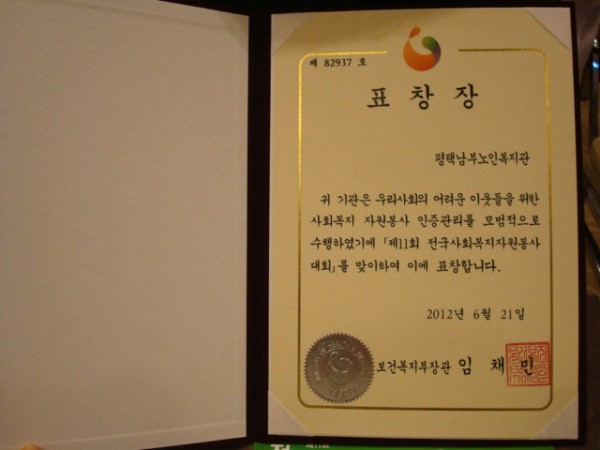 제 82937 호
표창장
평택남부노인복지관
귀 기관은 우리사회의 어려운 이웃들을 위한
사회복지 자원봉사 인증관리를 모범적으로
수행하였기에 「제11회 전국사회복지자원봉사
대회」를 맞이하여 이에 표창합니다.
2012년 6월 21일
보건복지부장관 임 채 민